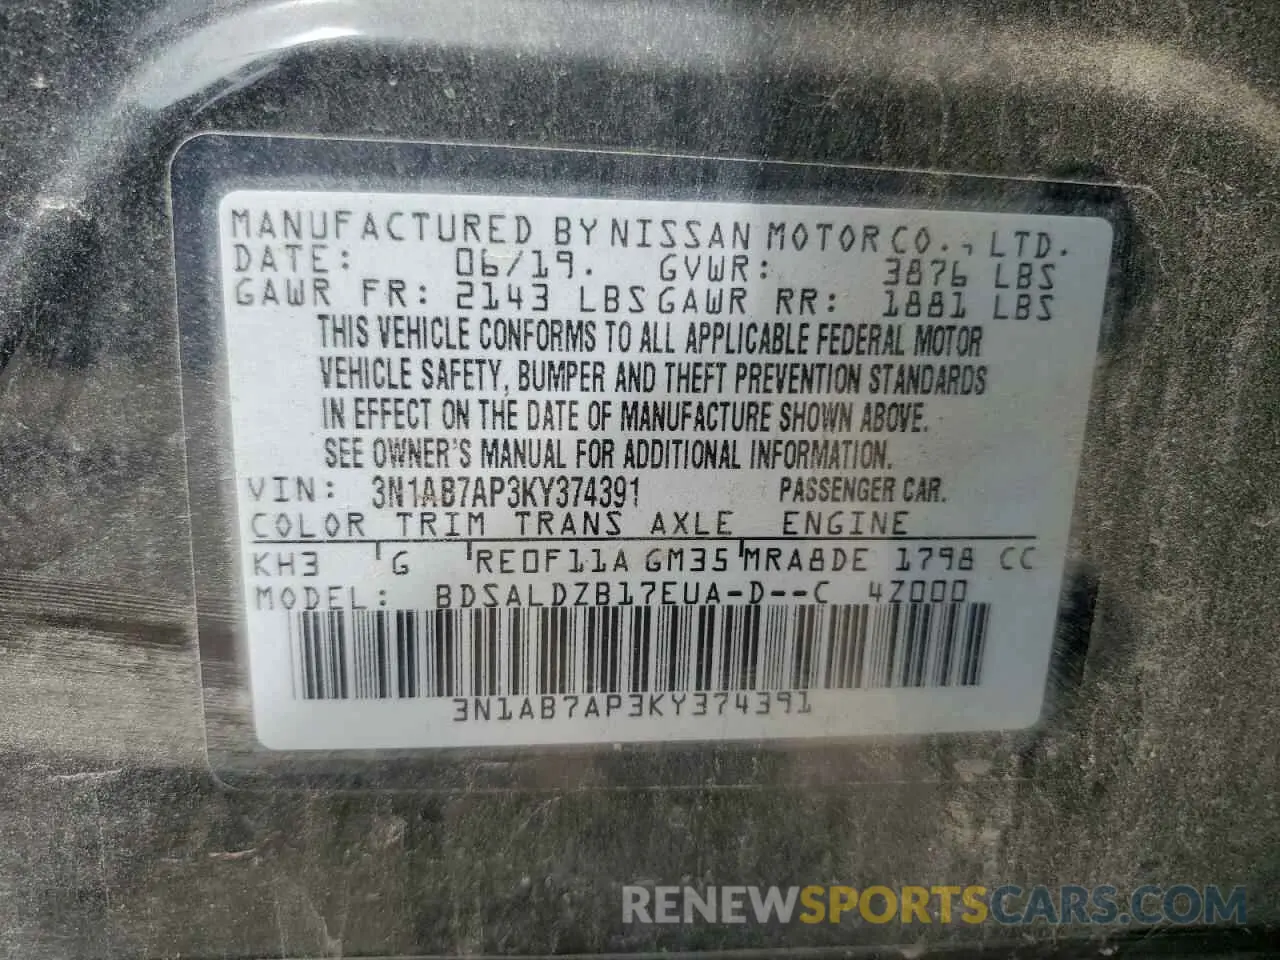 MANUFACTURED BY NISSAN MOTOR CO., LTD.
DATE: 06/19. GVWR: 3876 LBS
GAWR FR: 2143 LBS GAWR RR: 1881 LBS
THIS VEHICLE CONFORMS TO ALL APPLICABLE FEDERAL MOTOR
VEHICLE SAFETY, BUMPER AND THEFT PREVENTION STANDARDS
IN EFFECT ON THE DATE OF MANUFACTURE SHOWN ABOVE.
SEE OWNER'S MANUAL FOR ADDITIONAL INFORMATION.
VIN: 3N1AB7AP3KY374391 PASSENGER CAR.
COLOR TRIM TRANS AXLE ENGINE
KH3 G RE0F11A GM35 MRA8DE 1798 CC
MODEL: BDSALDZB17EUA-D--C 4Z000
3N1AB7AP3KY374391
RENEWSPORTSCARS.COM